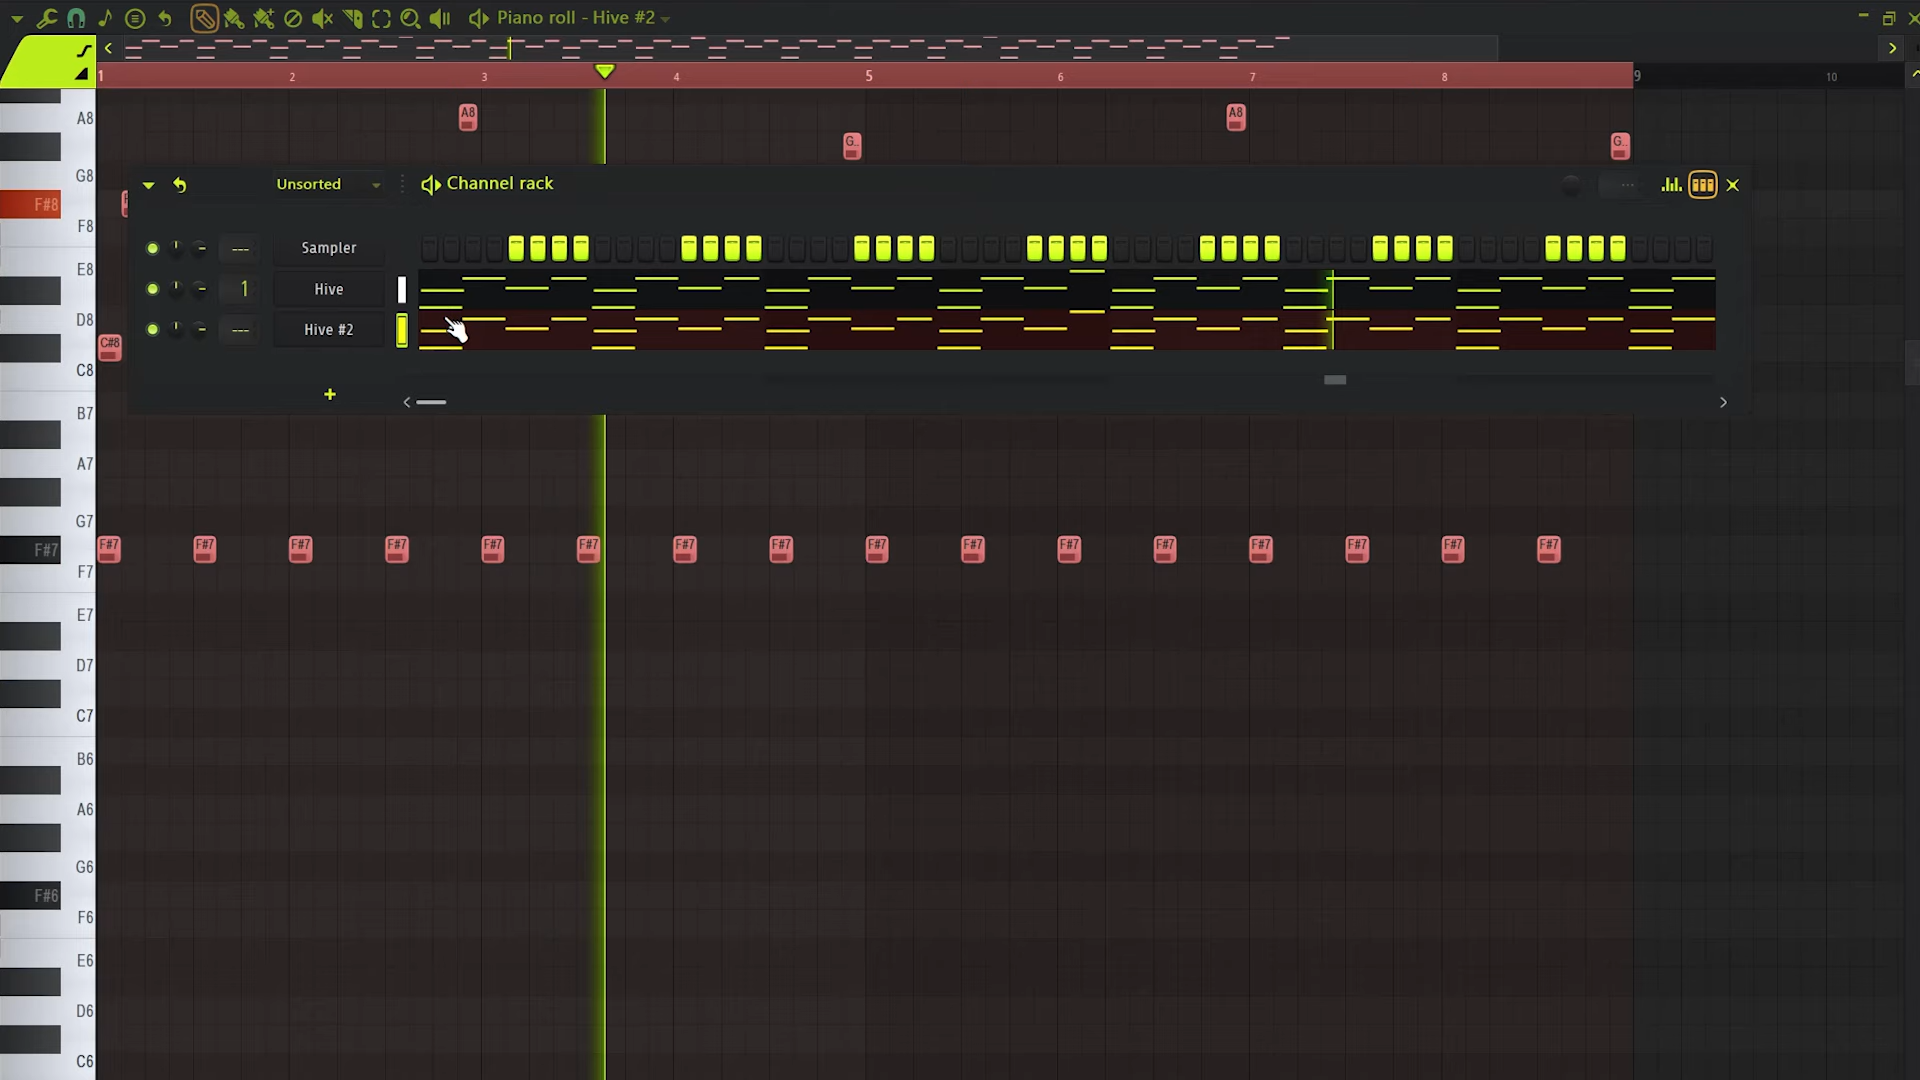 Piano roll - Hive #2
1 2 3 4 5 6 7 8 9 10
A8
A8 A8
G.. G..
G8
F#8
F8
Unsorted
Channel rack
Sampler
E8
1 Hive
D8
Hive #2
C#8
C8
B7
A7
G7
F#7
F#7 F#7 F#7 F#7 F#7 F#7 F#7 F#7 F#7 F#7 F#7 F#7 F#7 F#7 F#7 F#7
F7
E7
D7
C7
B6
A6
G6
F#6
F6
E6
D6
C6